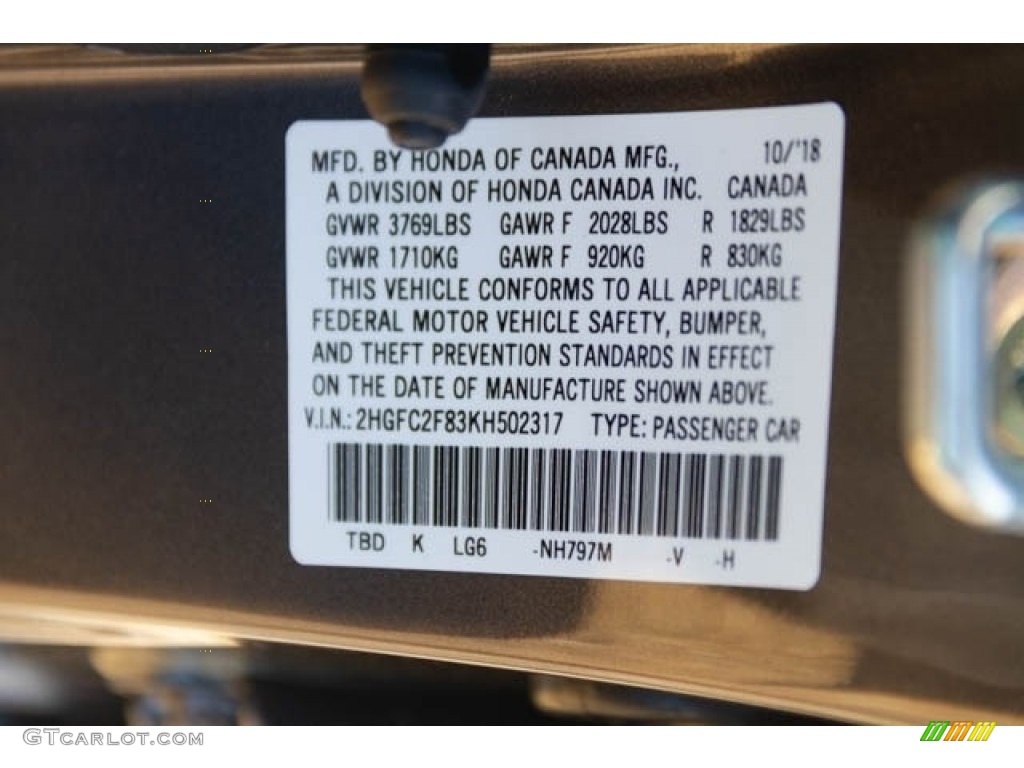 MFD. BY HONDA OF CANADA MFG., 10/'18
A DIVISION OF HONDA CANADA INC. CANADA
GVWR 3769LBS GAWR F 2028LBS R 1829LBS
GVWR 1710KG GAWR F 920KG R 830KG
THIS VEHICLE CONFORMS TO ALL APPLICABLE
FEDERAL MOTOR VEHICLE SAFETY, BUMPER,
AND THEFT PREVENTION STANDARDS IN EFFECT
ON THE DATE OF MANUFACTURE SHOWN ABOVE.
V.I.N.: 2HGFC2F83KH502317 TYPE: PASSENGER CAR
TBD K LG6 -NH797M -V -H
GTCarlot.com